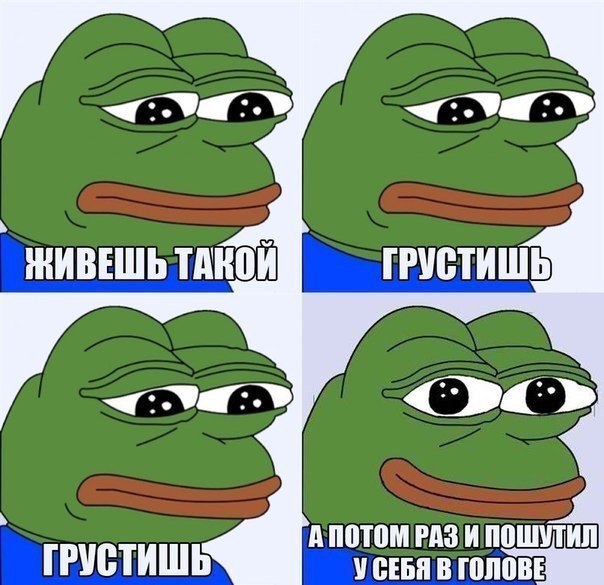 ЖИВЕШЬ ТАКОЙ
ГРУСТИШЬ
ГРУСТИШЬ
А ПОТОМ РАЗ И ПОШУТИЛ
У СЕБЯ В ГОЛОВЕ